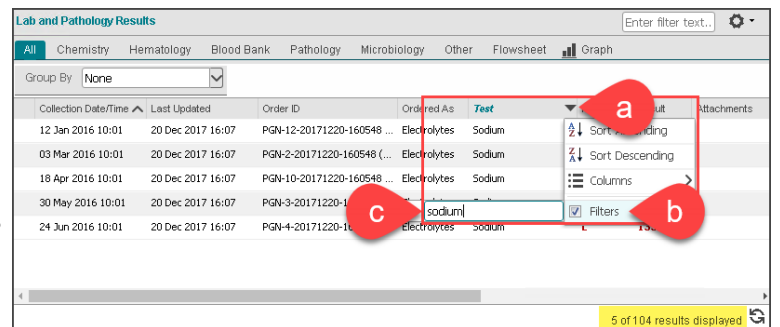 Lab and Pathology Results Enter filter text..
All Chemistry Hematology Blood Bank Pathology Microbiology Other Flowsheet Graph
Group By None
Collection Date/Time Last Updated Order ID Ordered As Test a Attachments
12 Jan 2016 10:01 20 Dec 2017 16:07 PGN-12-20171220-160548 ... Electrolytes Sodium Sort Ascending
03 Mar 2016 10:01 20 Dec 2017 16:07 PGN-2-20171220-160548 (... Electrolytes Sodium Sort Descending
18 Apr 2016 10:01 20 Dec 2017 16:07 PGN-10-20171220-160548 ... Electrolytes Sodium Columns
30 May 2016 10:01 20 Dec 2017 16:07 PGN-3-20171220-1 c sodium Filters b
24 Jun 2016 10:01 20 Dec 2017 16:07 PGN-4-20171220-16 Electrolytes Sodium
5 of 104 results displayed